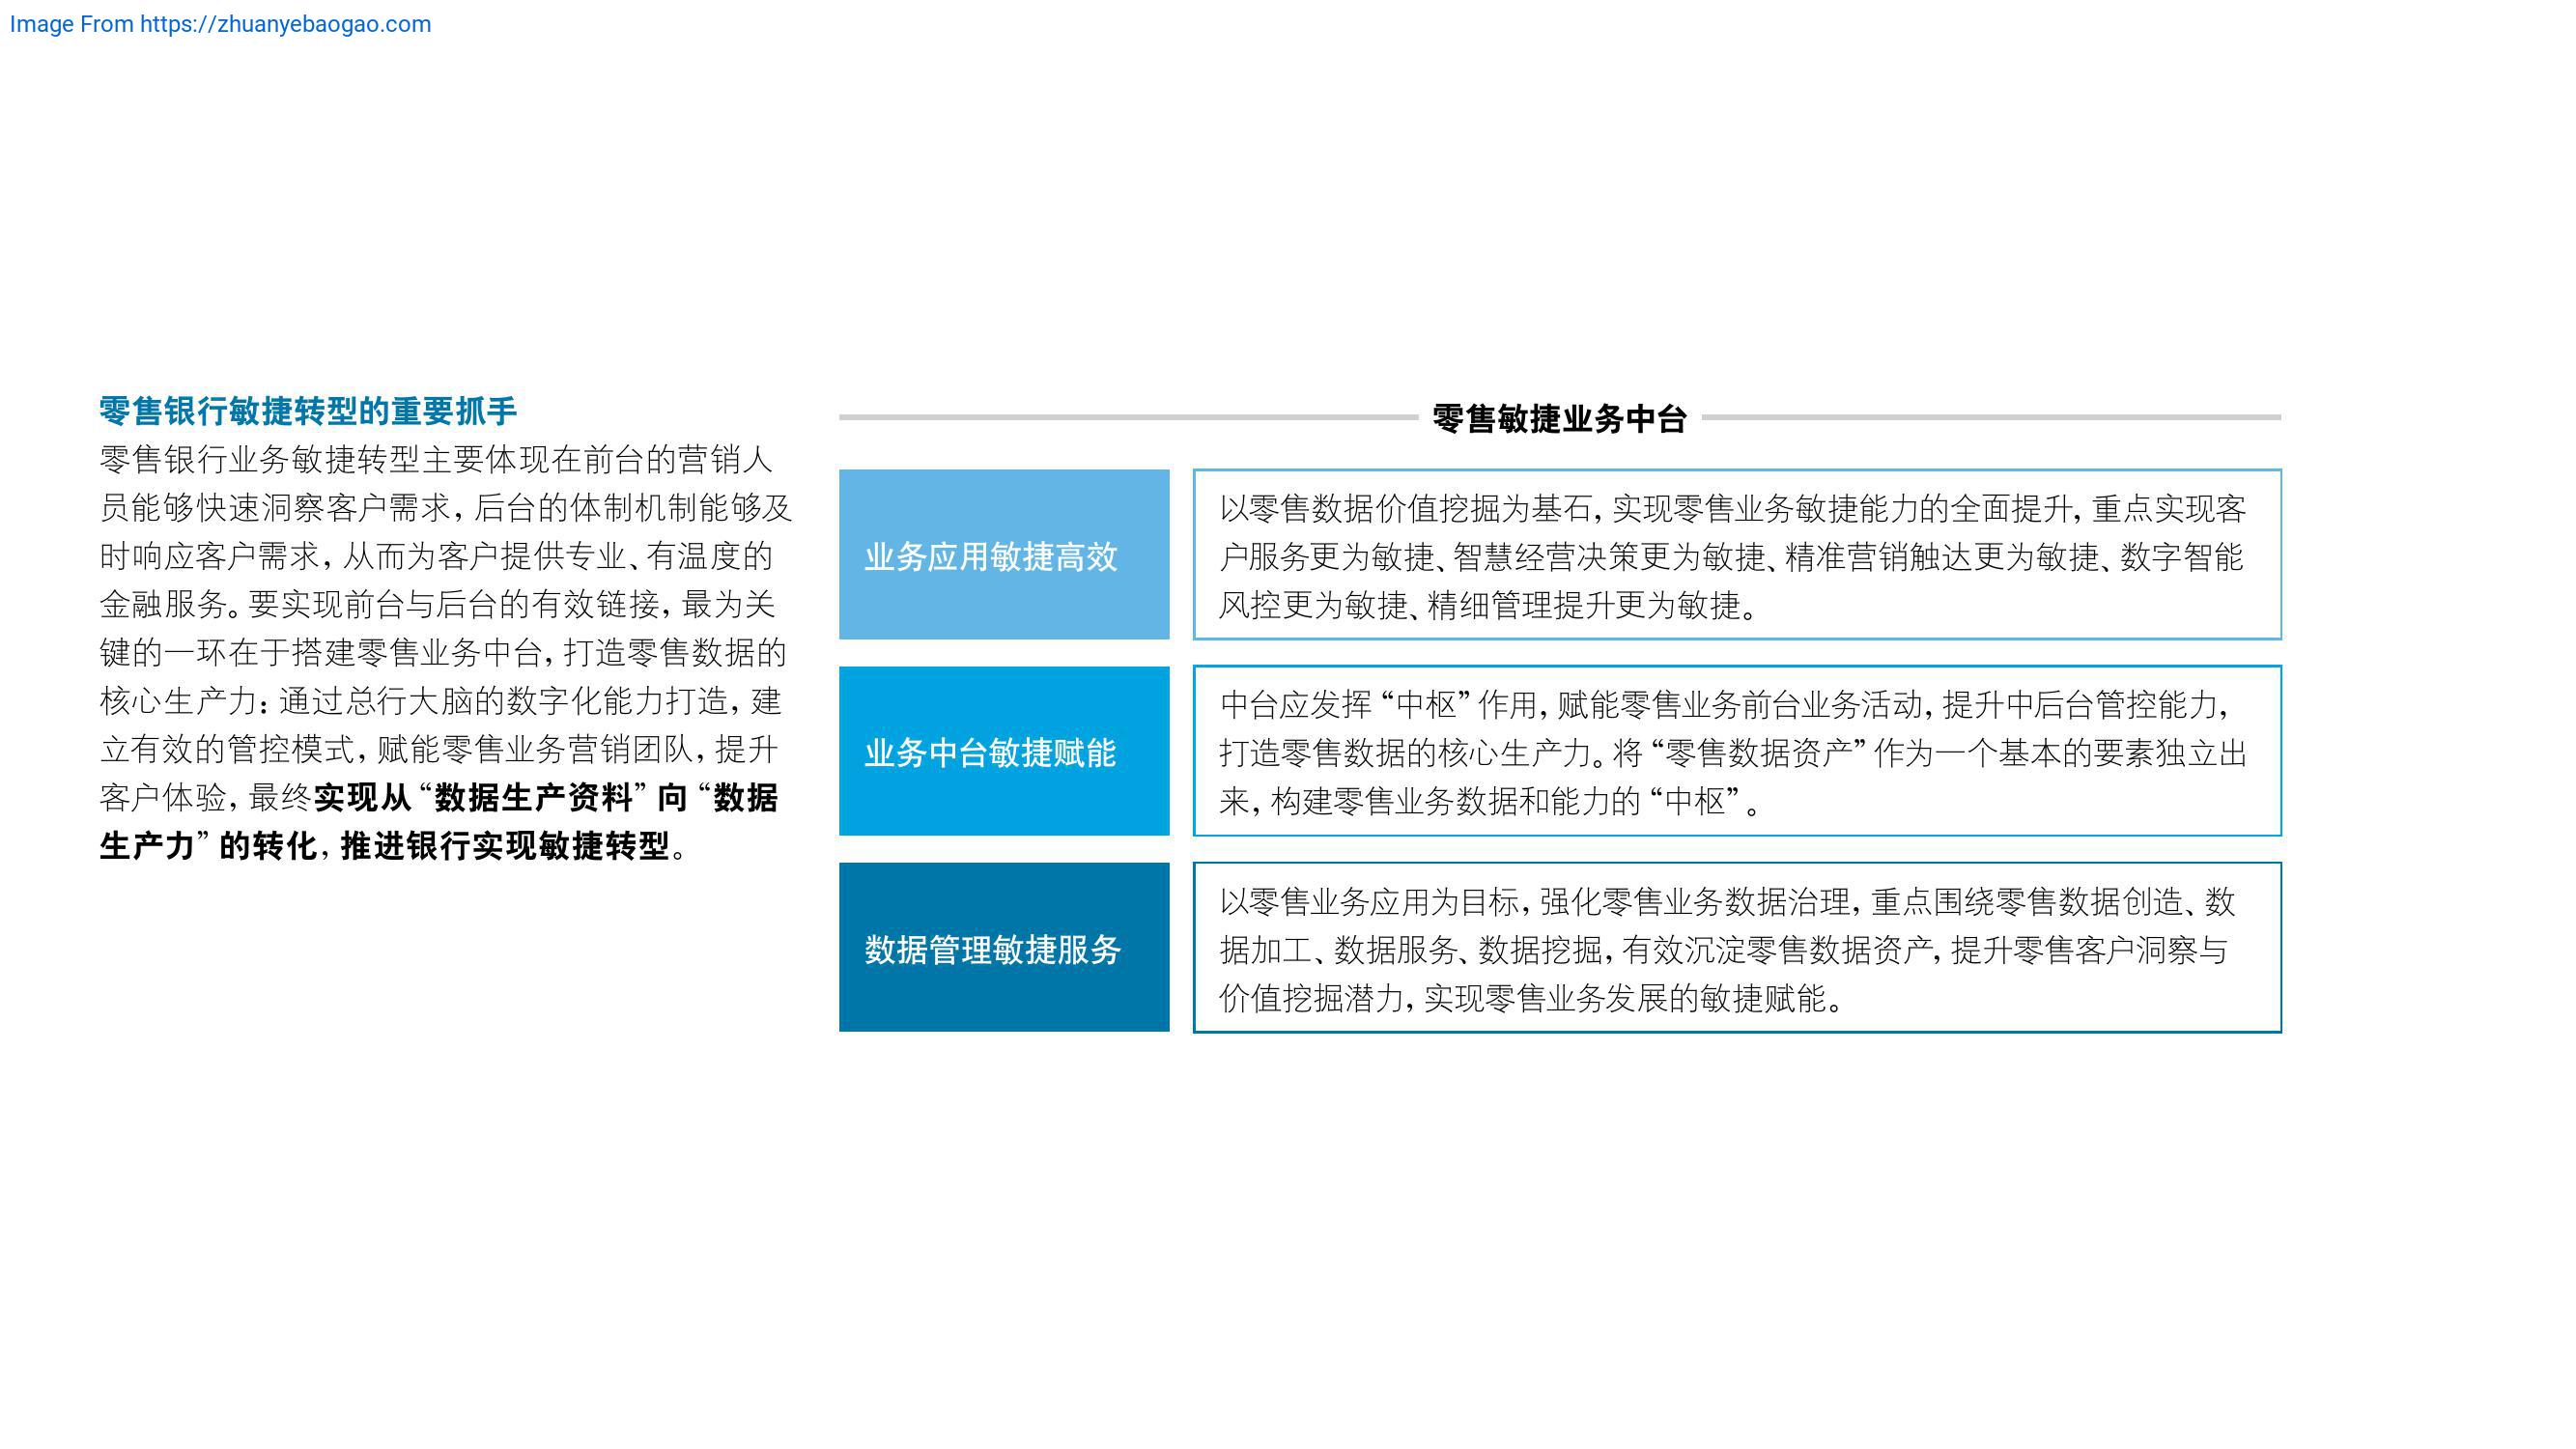 Image From https://zhuanyebaogao.com
零售银行敏捷转型的重要抓手
零售银行业务敏捷转型主要体现在前台的营销人
员能够快速洞察客户需求，后台的体制机制能够及
时响应客户需求，从而为客户提供专业、有温度的
金融服务。要实现前台与后台的有效链接，最为关
键的一环在于搭建零售业务中台，打造零售数据的
核心生产力：通过总行大脑的数字化能力打造，建
立有效的管控模式，赋能零售业务营销团队，提升
客户体验，最终实现从“数据生产资料”向“数据
生产力”的转化，推进银行实现敏捷转型。
零售敏捷业务中台
业务应用敏捷高效
以零售数据价值挖掘为基石，实现零售业务敏捷能力的全面提升，重点实现客
户服务更为敏捷、智慧经营决策更为敏捷、精准营销触达更为敏捷、数字智能
风控更为敏捷、精细管理提升更为敏捷。
业务中台敏捷赋能
中台应发挥“中枢”作用，赋能零售业务前台业务活动，提升中后台管控能力，
打造零售数据的核心生产力。将“零售数据资产”作为一个基本的要素独立出
来，构建零售业务数据和能力的“中枢”。
数据管理敏捷服务
以零售业务应用为目标，强化零售业务数据治理，重点围绕零售数据创造、数
据加工、数据服务、数据挖掘，有效沉淀零售数据资产，提升零售客户洞察与
价值挖掘潜力，实现零售业务发展的敏捷赋能。